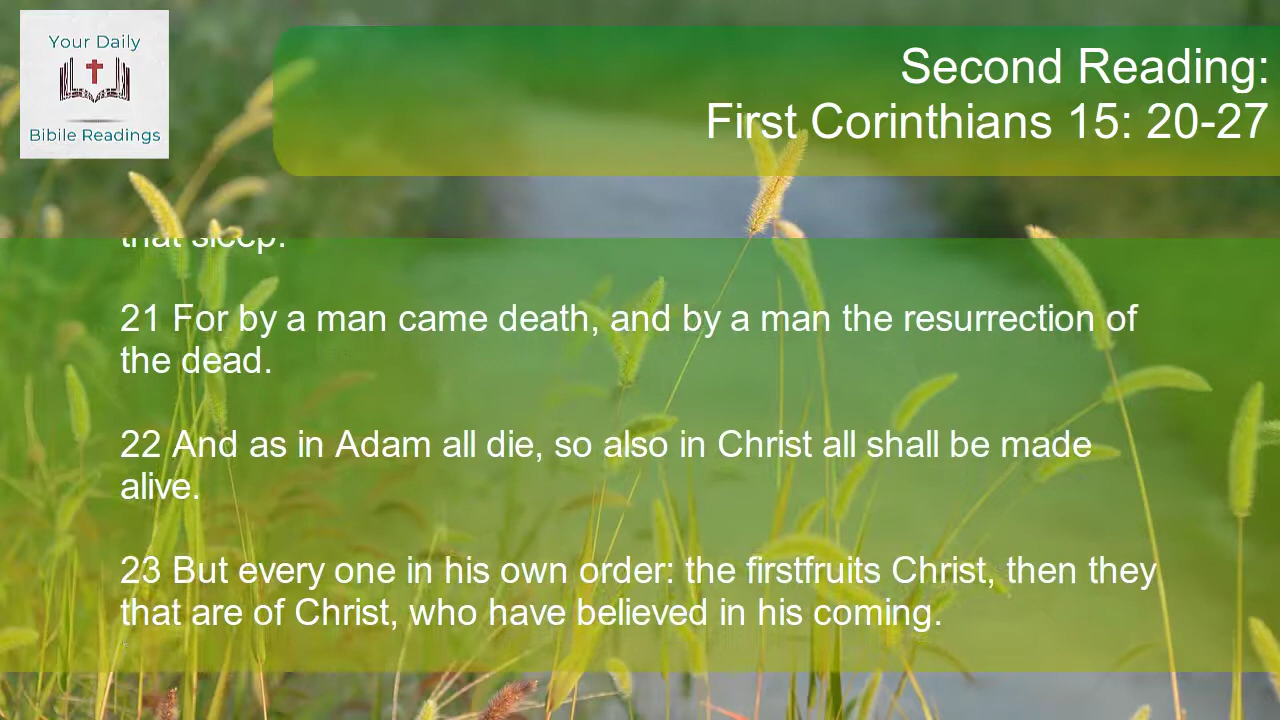 Your Daily
Bibile Readings
Second Reading:
First Corinthians 15: 20-27
that sleep.
21 For by a man came death, and by a man the resurrection of
the dead.
22 And as in Adam all die, so also in Christ all shall be made
alive.
23 But every one in his own order: the firstfruits Christ, then they
that are of Christ, who have believed in his coming.